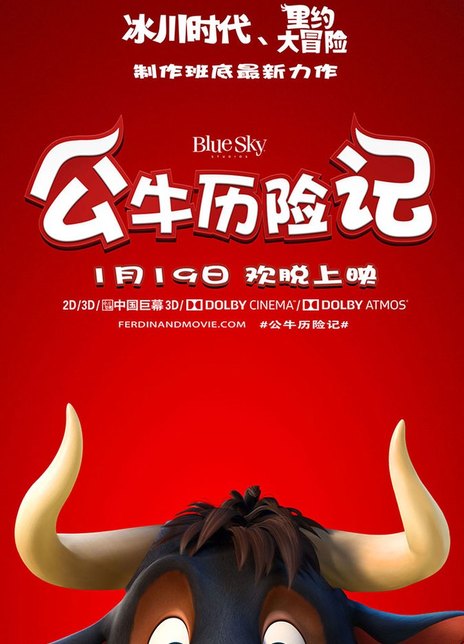 冰川时代、里约大冒险
制作班底最新力作
BlueSky
STUDIOS
公牛历险记
1月19日 欢脱上映
2D/3D/中国巨幕3D/DOLBY CINEMA/DOLBY ATMOS
FERDINANDMOVIE.COM #公牛历险记#